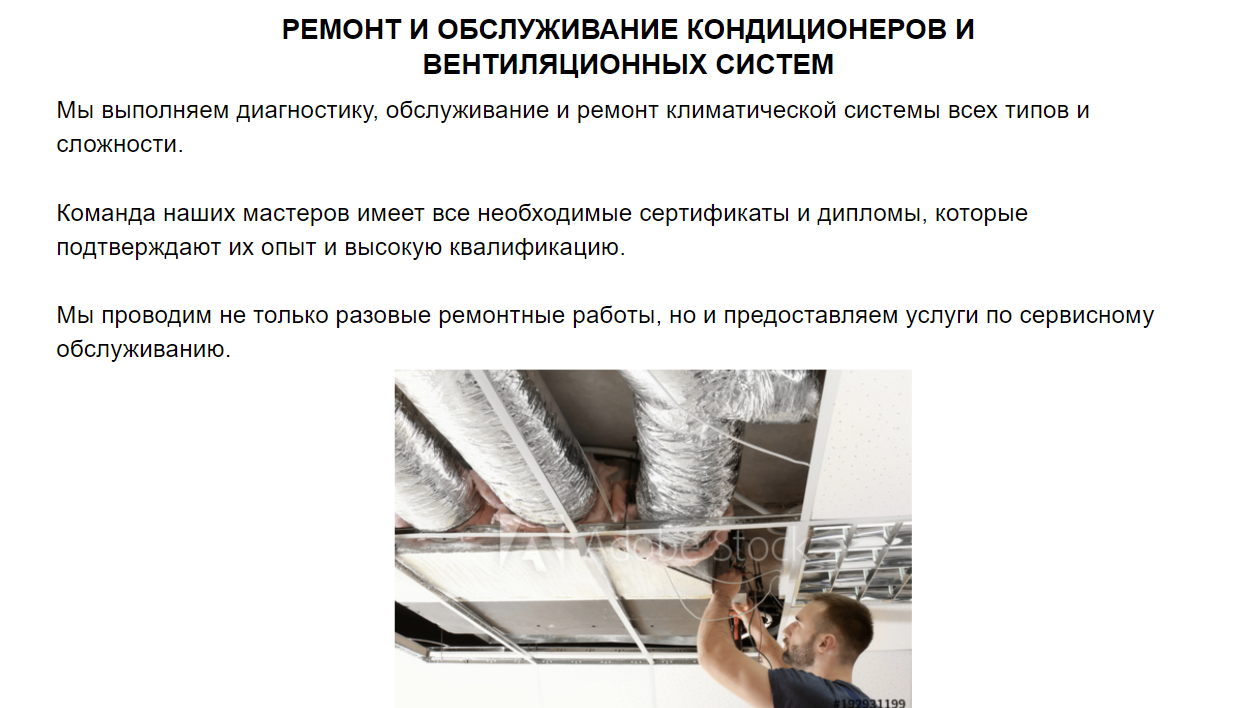 РЕМОНТ И ОБСЛУЖИВАНИЕ КОНДИЦИОНЕРОВ И
ВЕНТИЛЯЦИОННЫХ СИСТЕМ
Мы выполняем диагностику, обслуживание и ремонт климатической системы всех типов и
сложности.
Команда наших мастеров имеет все необходимые сертификаты и дипломы, которые
подтверждают их опыт и высокую квалификацию.
Мы проводим не только разовые ремонтные работы, но и предоставляем услуги по сервисному
обслуживанию.
Adobe Stock
#192931199